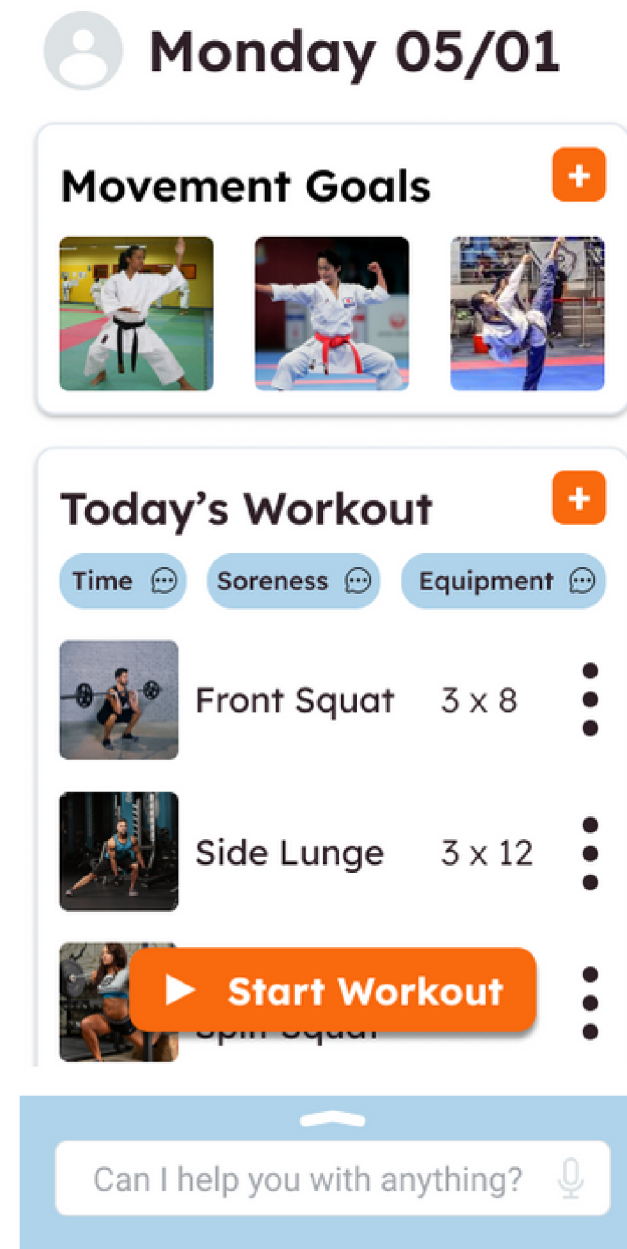 Monday 05/01
Movement Goals
+
Today’s Workout
+
Time
Soreness
Equipment
Front Squat 3 x 8
Side Lunge 3 x 12
Start Workout
Squat
Can I help you with anything?